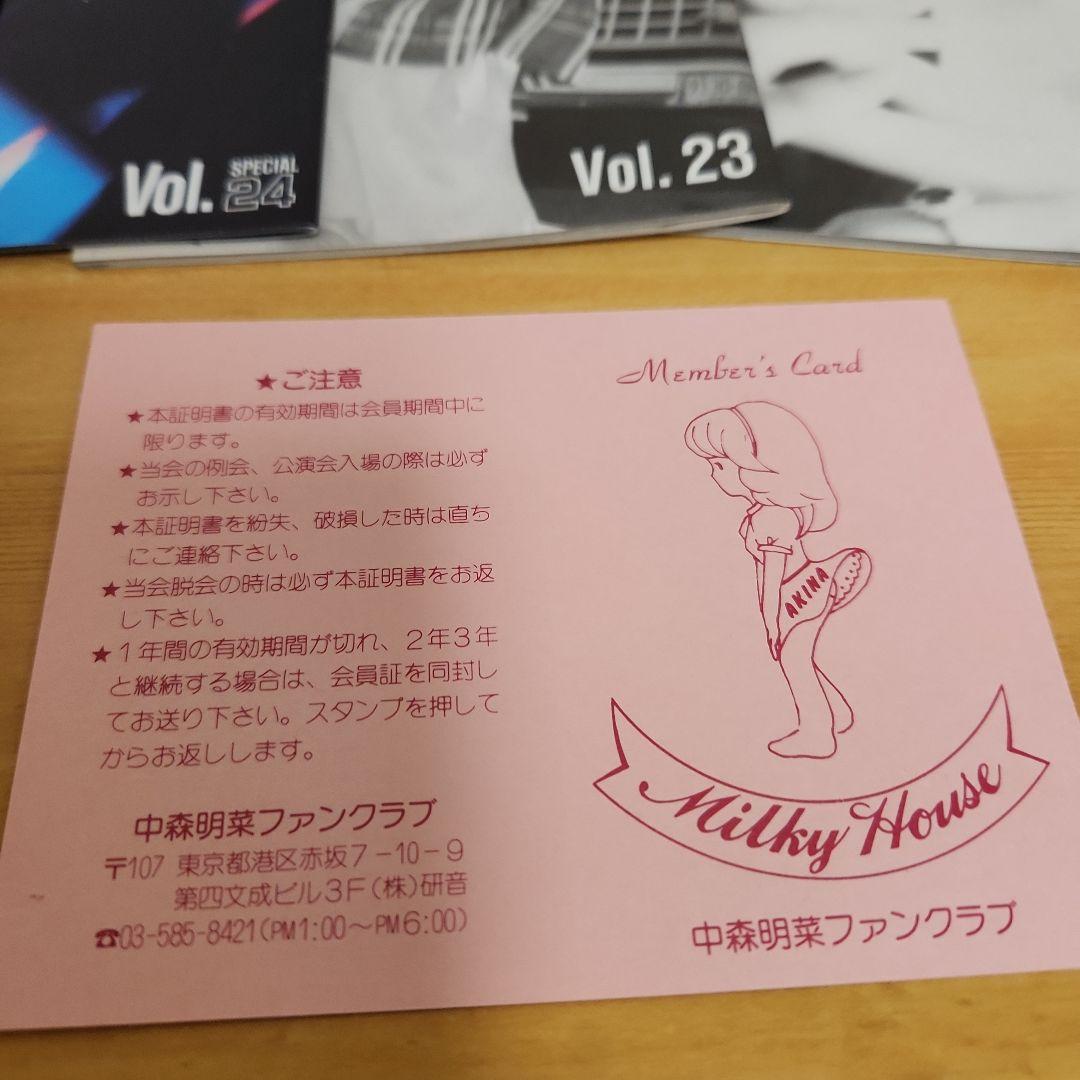 Vol. SPECIAL 24
Vol. 23
★ご注意
★本証明書の有効期間は会員期間中に
限ります。
★当会の例会、公演会入場の際は必ず
お示し下さい。
★本証明書を紛失、破損した時は直ち
にご連絡下さい。
★当会脱会の時は必ず本証明書をお返
し下さい。
★1年間の有効期間が切れ、2年3年
と継続する場合は、会員証を同封し
てお送り下さい。スタンプを押して
からお返しします。
中森明菜ファンクラブ
〒107 東京都港区赤坂7-10-9
第四文成ビル3F(株)研音
☎03-585-8421(PM1:00~PM6:00)
Member's Card
AKINA
Milky House
中森明菜ファンクラブ